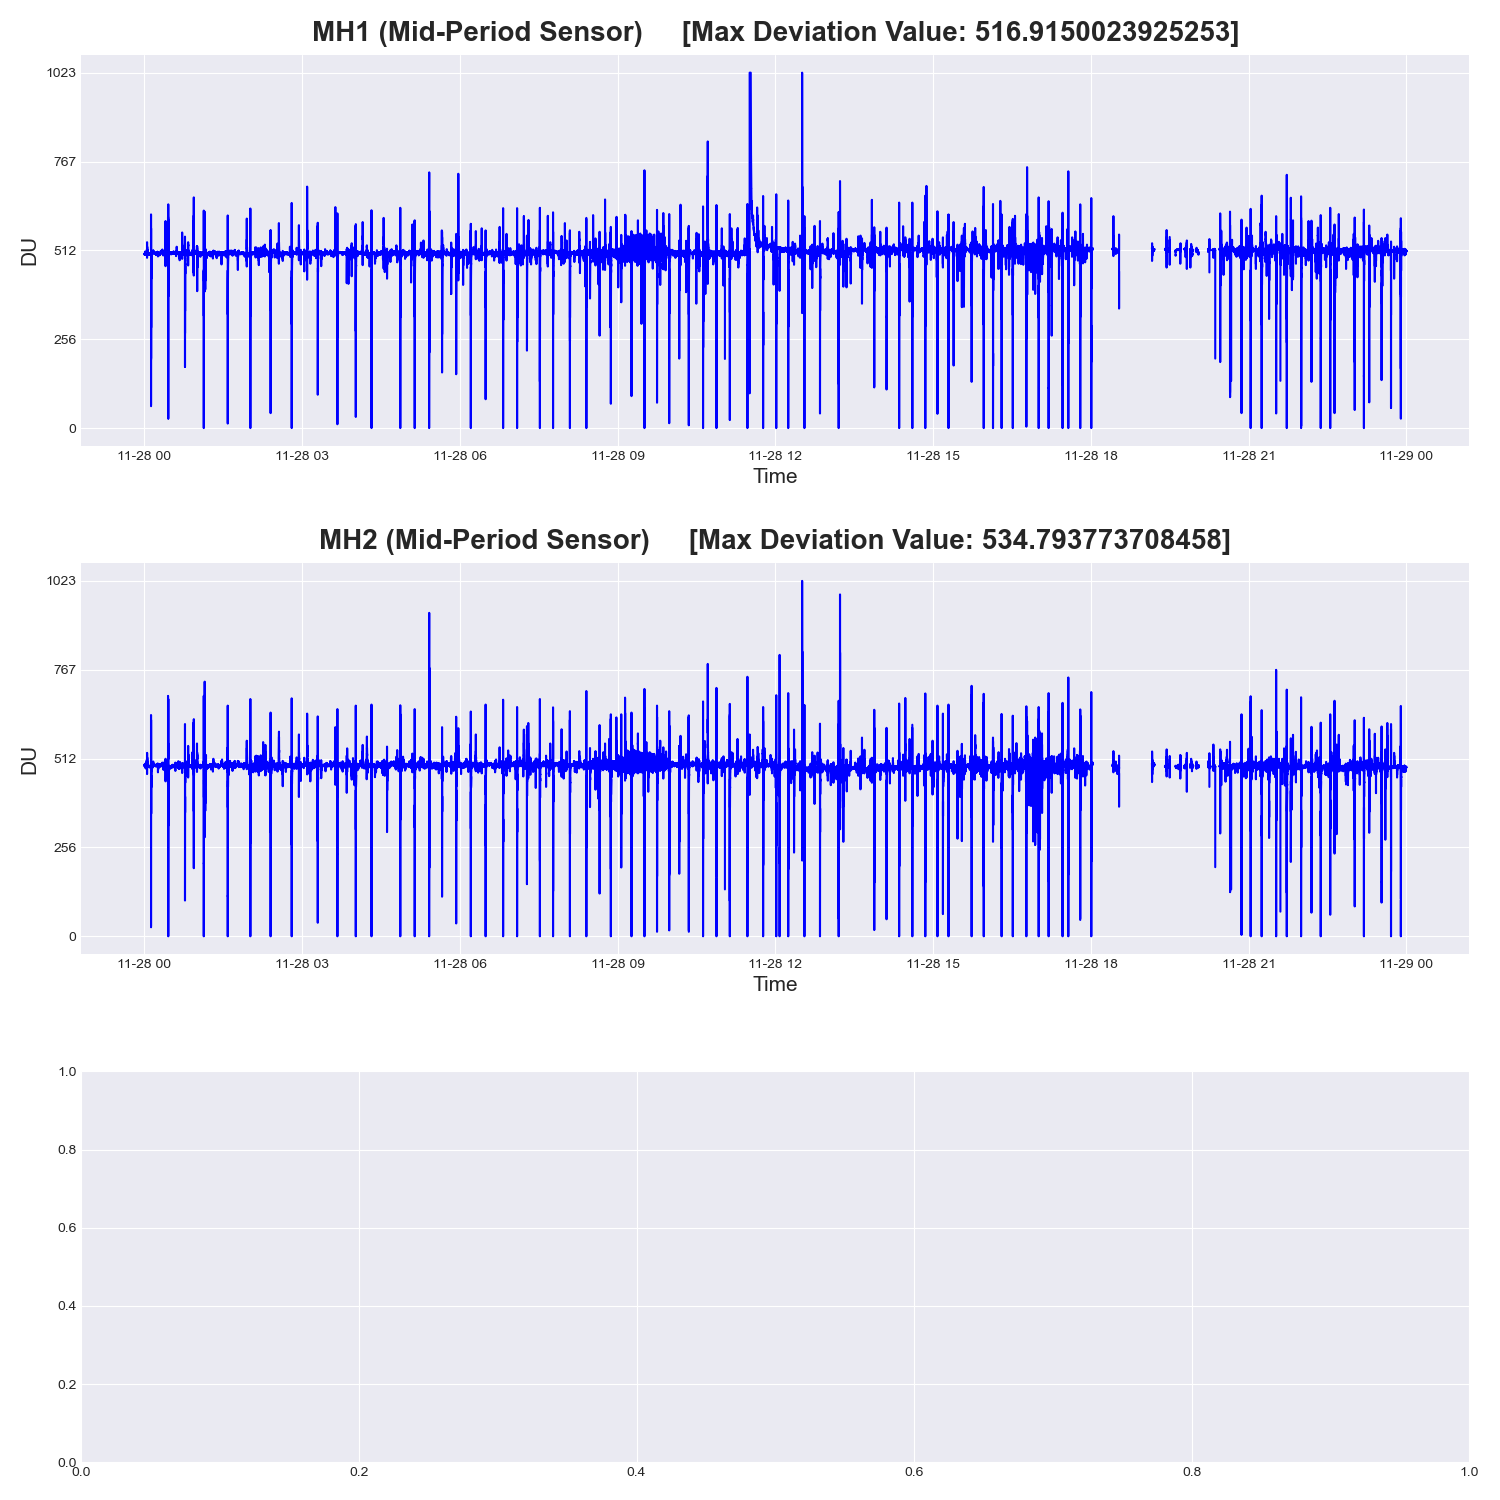 MH1 (Mid-Period Sensor) [Max Deviation Value: 516.9150023925253]
1023
767
512
256
0
DU
11-28 00 11-28 03 11-28 06 11-28 09 11-28 12 11-28 15 11-28 18 11-28 21 11-29 00
Time
MH2 (Mid-Period Sensor) [Max Deviation Value: 534.793773708458]
1023
767
512
256
0
DU
11-28 00 11-28 03 11-28 06 11-28 09 11-28 12 11-28 15 11-28 18 11-28 21 11-29 00
Time
1.0
0.8
0.6
0.4
0.2
0.0
0.0 0.2 0.4 0.6 0.8 1.0